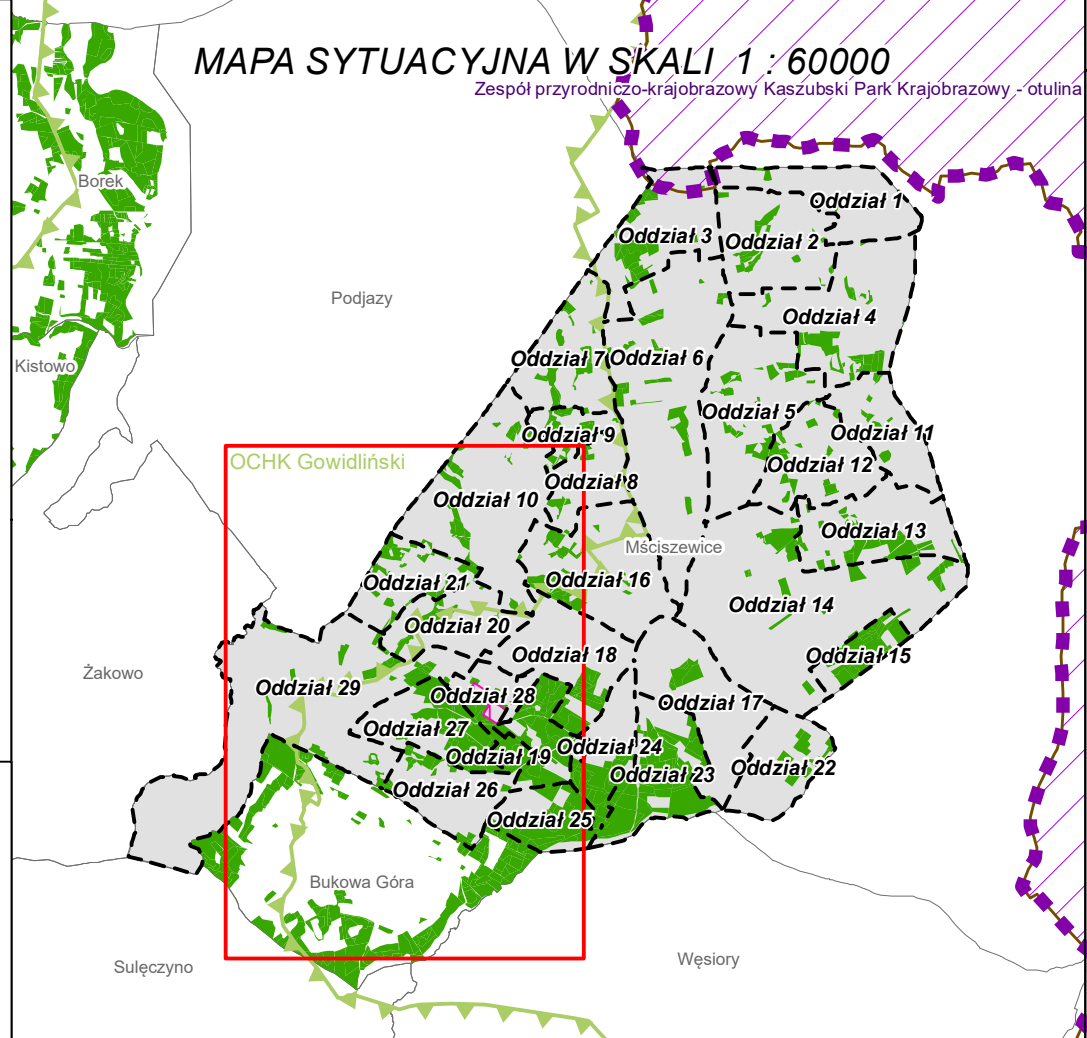 MAPA SYTUACYJNA W SKALI 1 : 60000
Zespół przyrodniczo-krajobrazowy Kaszubski Park Krajobrazowy - otulina
Borek
Oddział 1
Oddział 3
Oddział 2
Podjazy
Oddział 4
Kistowo
Oddział 7
Oddział 6
Oddział 5
Oddział 9
Oddział 11
OCHK Gowidliński
Oddział 12
Oddział 8
Oddział 10
Oddział 13
Mściszewice
Oddział 21
Oddział 16
Oddział 14
Oddział 20
Oddział 18
Oddział 15
Żakowo
Oddział 29
Oddział 28
Oddział 17
Oddział 27
Oddział 24
Oddział 19
Oddział 23
Oddział 22
Oddział 26
Oddział 25
Bukowa Góra
Sulęczyno
Węsiory